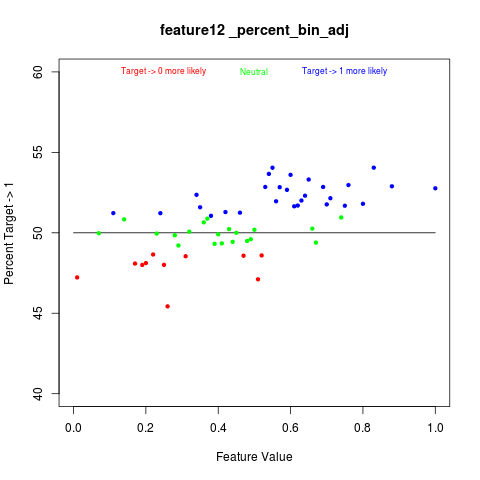 feature12 _percent_bin_adj
Target -> 0 more likely Neutral Target -> 1 more likely
60
55
50
45
40
Percent Target -> 1
0.0 0.2 0.4 0.6 0.8 1.0
Feature Value